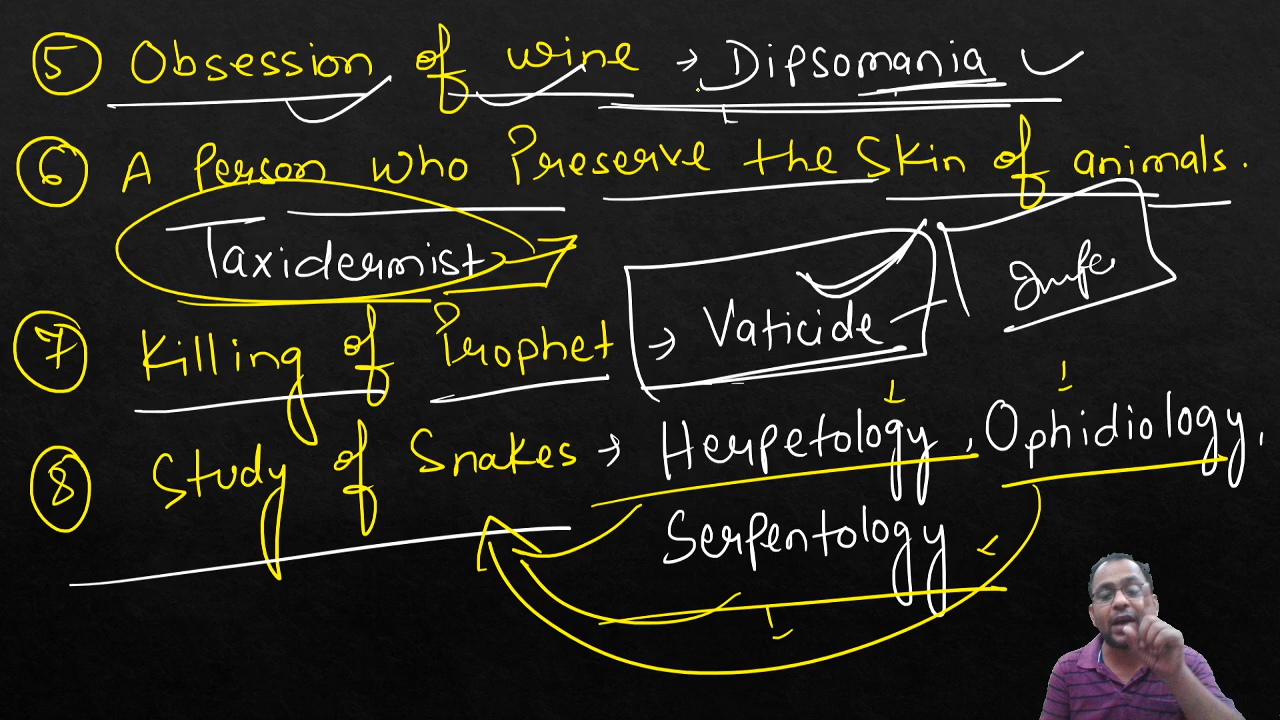 5 Obsession of wine → Dipsomania
6 A Person who Preserve the Skin of animals.
Taxidermist
7 Killing of Prophet → Vaticide
8 Study of Snakes → Herpetology, Ophidiology,
Serpentology